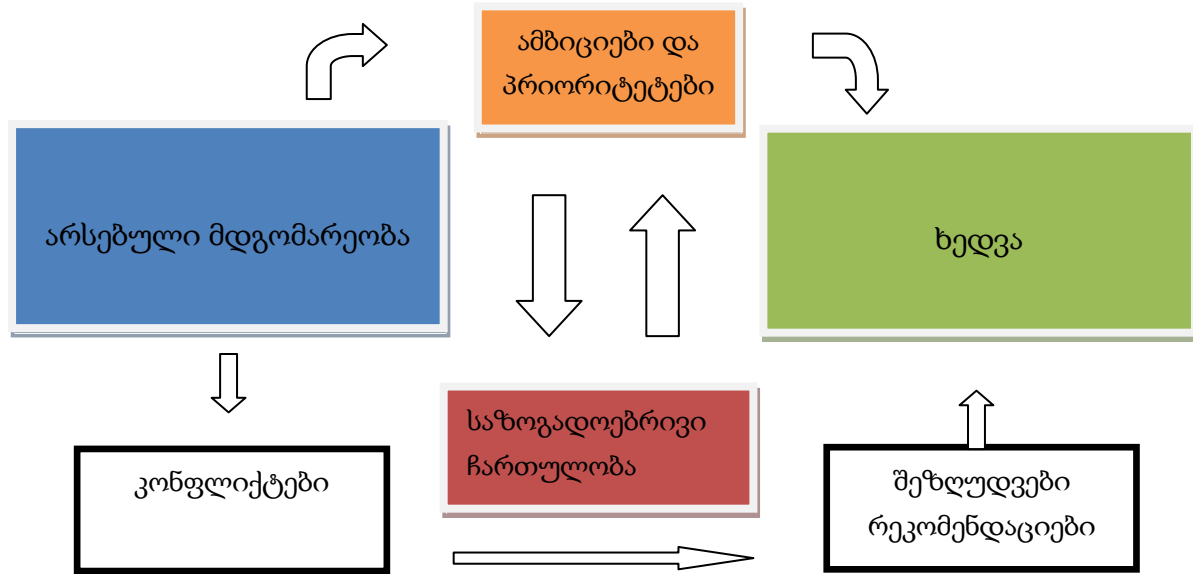 ამბიციები და
პრიორიტეტები
არსებული მდგომარეობა
ხედვა
საზოგადოებრივი
ჩართულობა
კონფლიქტები
შეზღუდვები
რეკომენდაციები